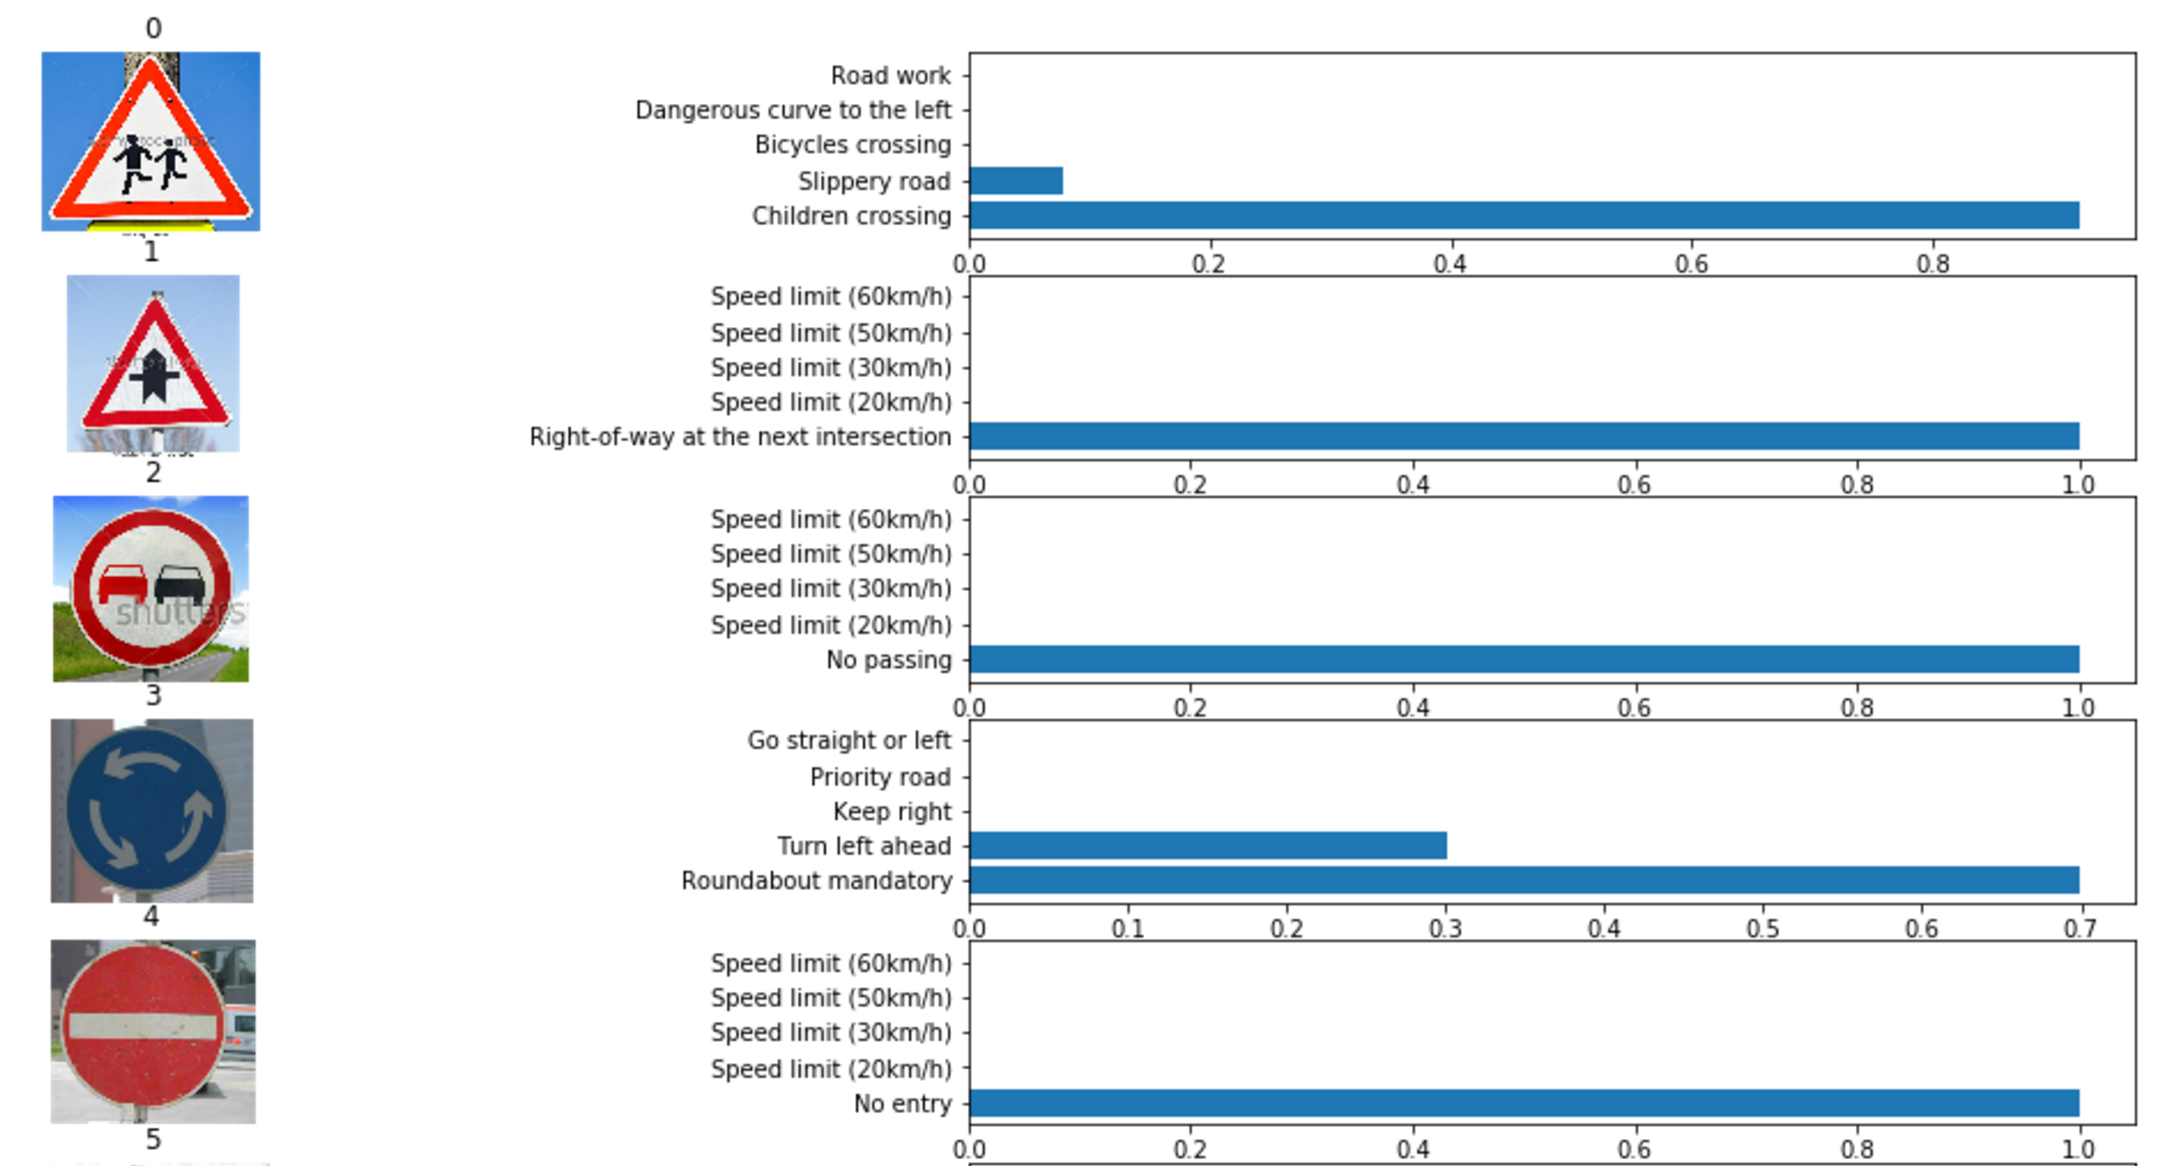 0
Road work
Dangerous curve to the left
Bicycles crossing
Slippery road
Children crossing
0.0 0.2 0.4 0.6 0.8
1
Speed limit (60km/h)
Speed limit (50km/h)
Speed limit (30km/h)
Speed limit (20km/h)
Right-of-way at the next intersection
0.0 0.2 0.4 0.6 0.8 1.0
2
Speed limit (60km/h)
Speed limit (50km/h)
Speed limit (30km/h)
Speed limit (20km/h)
No passing
shutters
0.0 0.2 0.4 0.6 0.8 1.0
3
Go straight or left
Priority road
Keep right
Turn left ahead
Roundabout mandatory
0.0 0.1 0.2 0.3 0.4 0.5 0.6 0.7
4
Speed limit (60km/h)
Speed limit (50km/h)
Speed limit (30km/h)
Speed limit (20km/h)
No entry
0.0 0.2 0.4 0.6 0.8 1.0
5